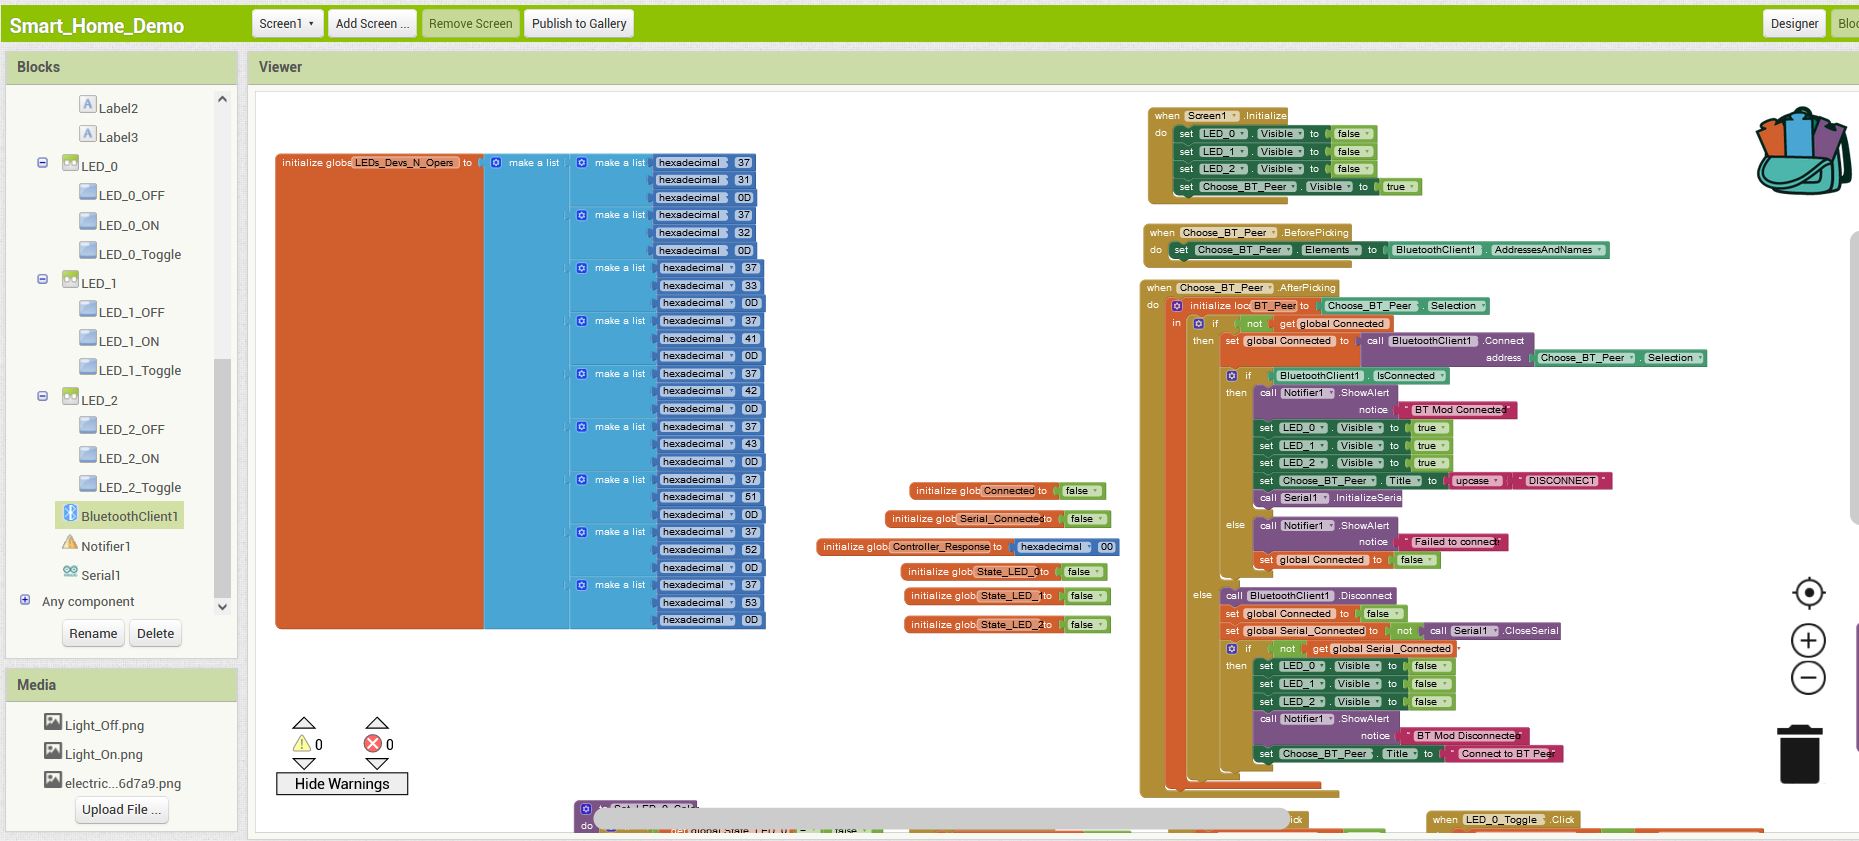 Smart_Home_Demo
Screen1
Add Screen ...
Remove Screen
Publish to Gallery
Designer
Bloc
Blocks
Label2
Label3
LED_0
LED_0_OFF
LED_0_ON
LED_0_Toggle
LED_1
LED_1_OFF
LED_1_ON
LED_1_Toggle
LED_2
LED_2_OFF
LED_2_ON
LED_2_Toggle
BluetoothClient1
Notifier1
Serial1
Any component
Rename
Delete
Media
Light_Off.png
Light_On.png
electric...6d7a9.png
Upload File ...
Viewer
initialize globa LEDs_Devs_N_Opers to make a list make a list hexadecimal 37
hexadecimal 31
hexadecimal 0D
make a list hexadecimal 37
hexadecimal 32
hexadecimal 0D
make a list hexadecimal 37
hexadecimal 33
hexadecimal 0D
make a list hexadecimal 37
hexadecimal 41
hexadecimal 0D
make a list hexadecimal 37
hexadecimal 42
hexadecimal 0D
make a list hexadecimal 37
hexadecimal 43
hexadecimal 0D
make a list hexadecimal 37
hexadecimal 51
hexadecimal 0D
make a list hexadecimal 37
hexadecimal 52
hexadecimal 0D
make a list hexadecimal 37
hexadecimal 53
hexadecimal 0D
initialize glob Connected to false
initialize glob Serial_Connected to false
initialize glob Controller_Response to hexadecimal 00
initialize glob State_LED_0 to false
initialize glob State_LED_1 to false
initialize glob State_LED_2 to false
when Screen1 .Initialize
do set LED_0 . Visible to false
set LED_1 . Visible to false
set LED_2 . Visible to false
set Choose_BT_Peer . Visible to true
when Choose_BT_Peer .BeforePicking
do set Choose_BT_Peer . Elements to BluetoothClient1 . AddressesAndNames
when Choose_BT_Peer .AfterPicking
do initialize loc BT_Peer to Choose_BT_Peer . Selection
in if not get global Connected
then set global Connected to call BluetoothClient1 .Connect
address Choose_BT_Peer . Selection
if BluetoothClient1 . IsConnected
then call Notifier1 .ShowAlert
notice " BT Mod Connected "
set LED_0 . Visible to true
set LED_1 . Visible to true
set LED_2 . Visible to true
set Choose_BT_Peer . Title to upcase " DISCONNECT "
call Serial1 .InitializeSeria
else call Notifier1 .ShowAlert
notice " Failed to connect "
set global Connected to false
else call BluetoothClient1 .Disconnect
set global Connected to false
set global Serial_Connected to not call Serial1 .CloseSerial
if not get global Serial_Connected
then set LED_0 . Visible to false
set LED_1 . Visible to false
set LED_2 . Visible to false
call Notifier1 .ShowAlert
notice " BT Mod Disconnected "
set Choose_BT_Peer . Title to " Connect to BT Peer "
0
0
Hide Warnings
do
ick
when LED_0_Toggle .Click